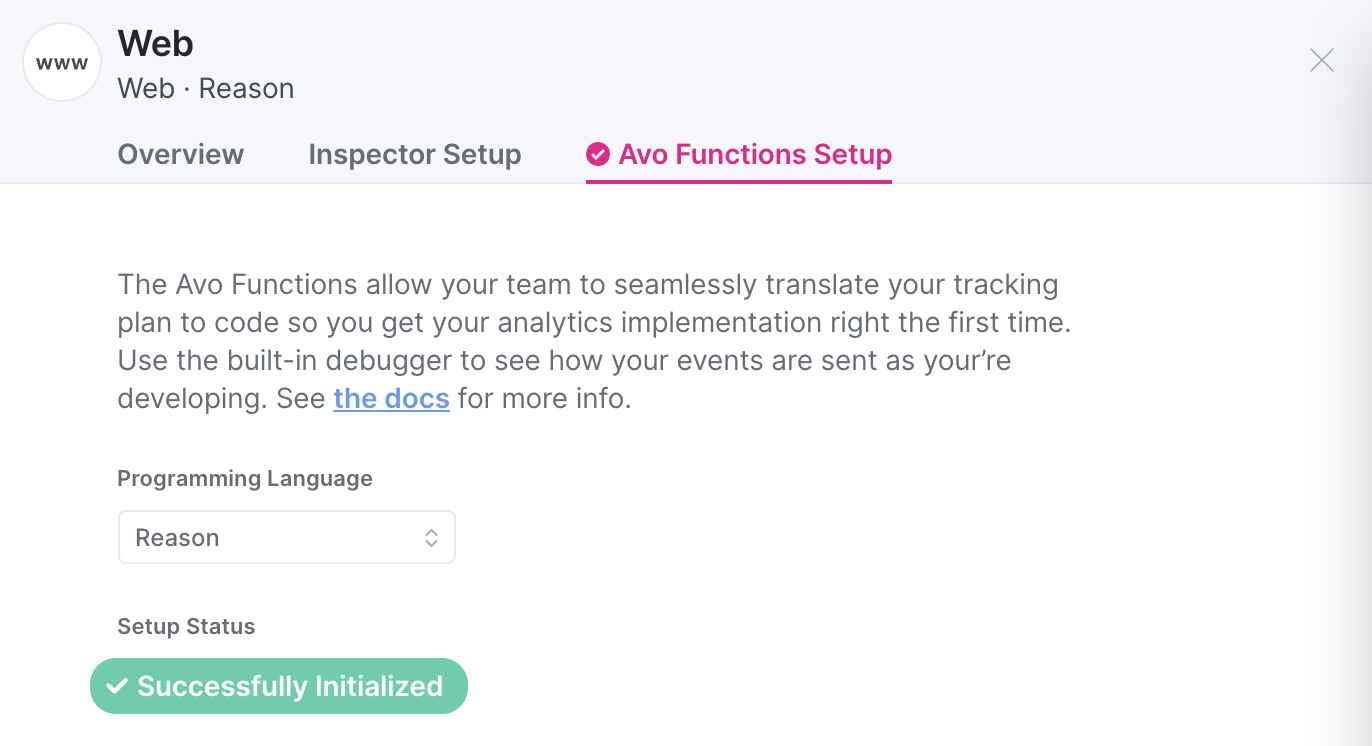 www
Web
Web · Reason
Overview
Inspector Setup
Avo Functions Setup
The Avo Functions allow your team to seamlessly translate your tracking
plan to code so you get your analytics implementation right the first time.
Use the built-in debugger to see how your events are sent as your’re
developing. See the docs for more info.
Programming Language
Reason
Setup Status
Successfully Initialized